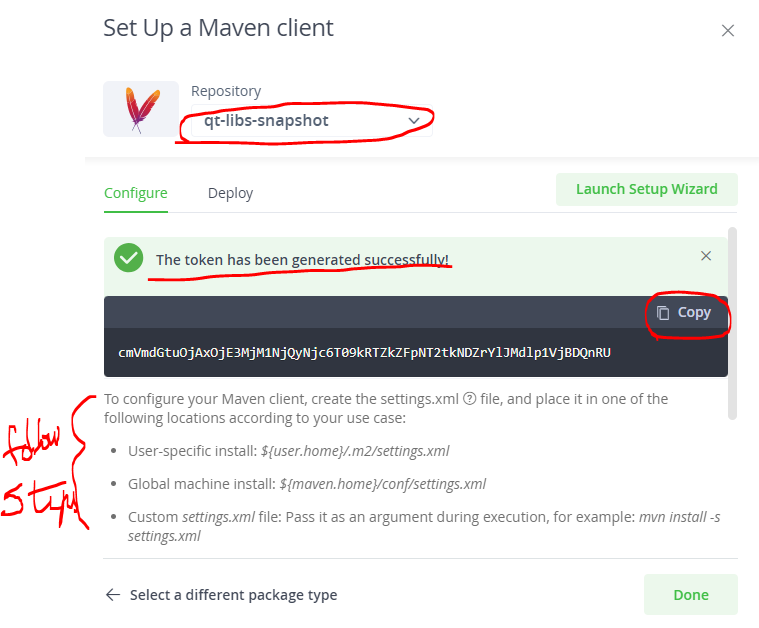 Set Up a Maven client
Repository
qt-libs-snapshot
Configure
Deploy
Launch Setup Wizard
The token has been generated successfully!
Copy
cmVmdGtuOjAxOjE3MjM1NjQyNjc6T09kRTZkZFpNT2tkNDZrYlJMdlp1VjBDQnRU
To configure your Maven client, create the settings.xml file, and place it in one of the
following locations according to your use case:
User-specific install: ${user.home}/.m2/settings.xml
Global machine install: ${maven.home}/conf/settings.xml
Custom settings.xml file: Pass it as an argument during execution, for example: mvn install -s
settings.xml
follow
Select a different package type
Done